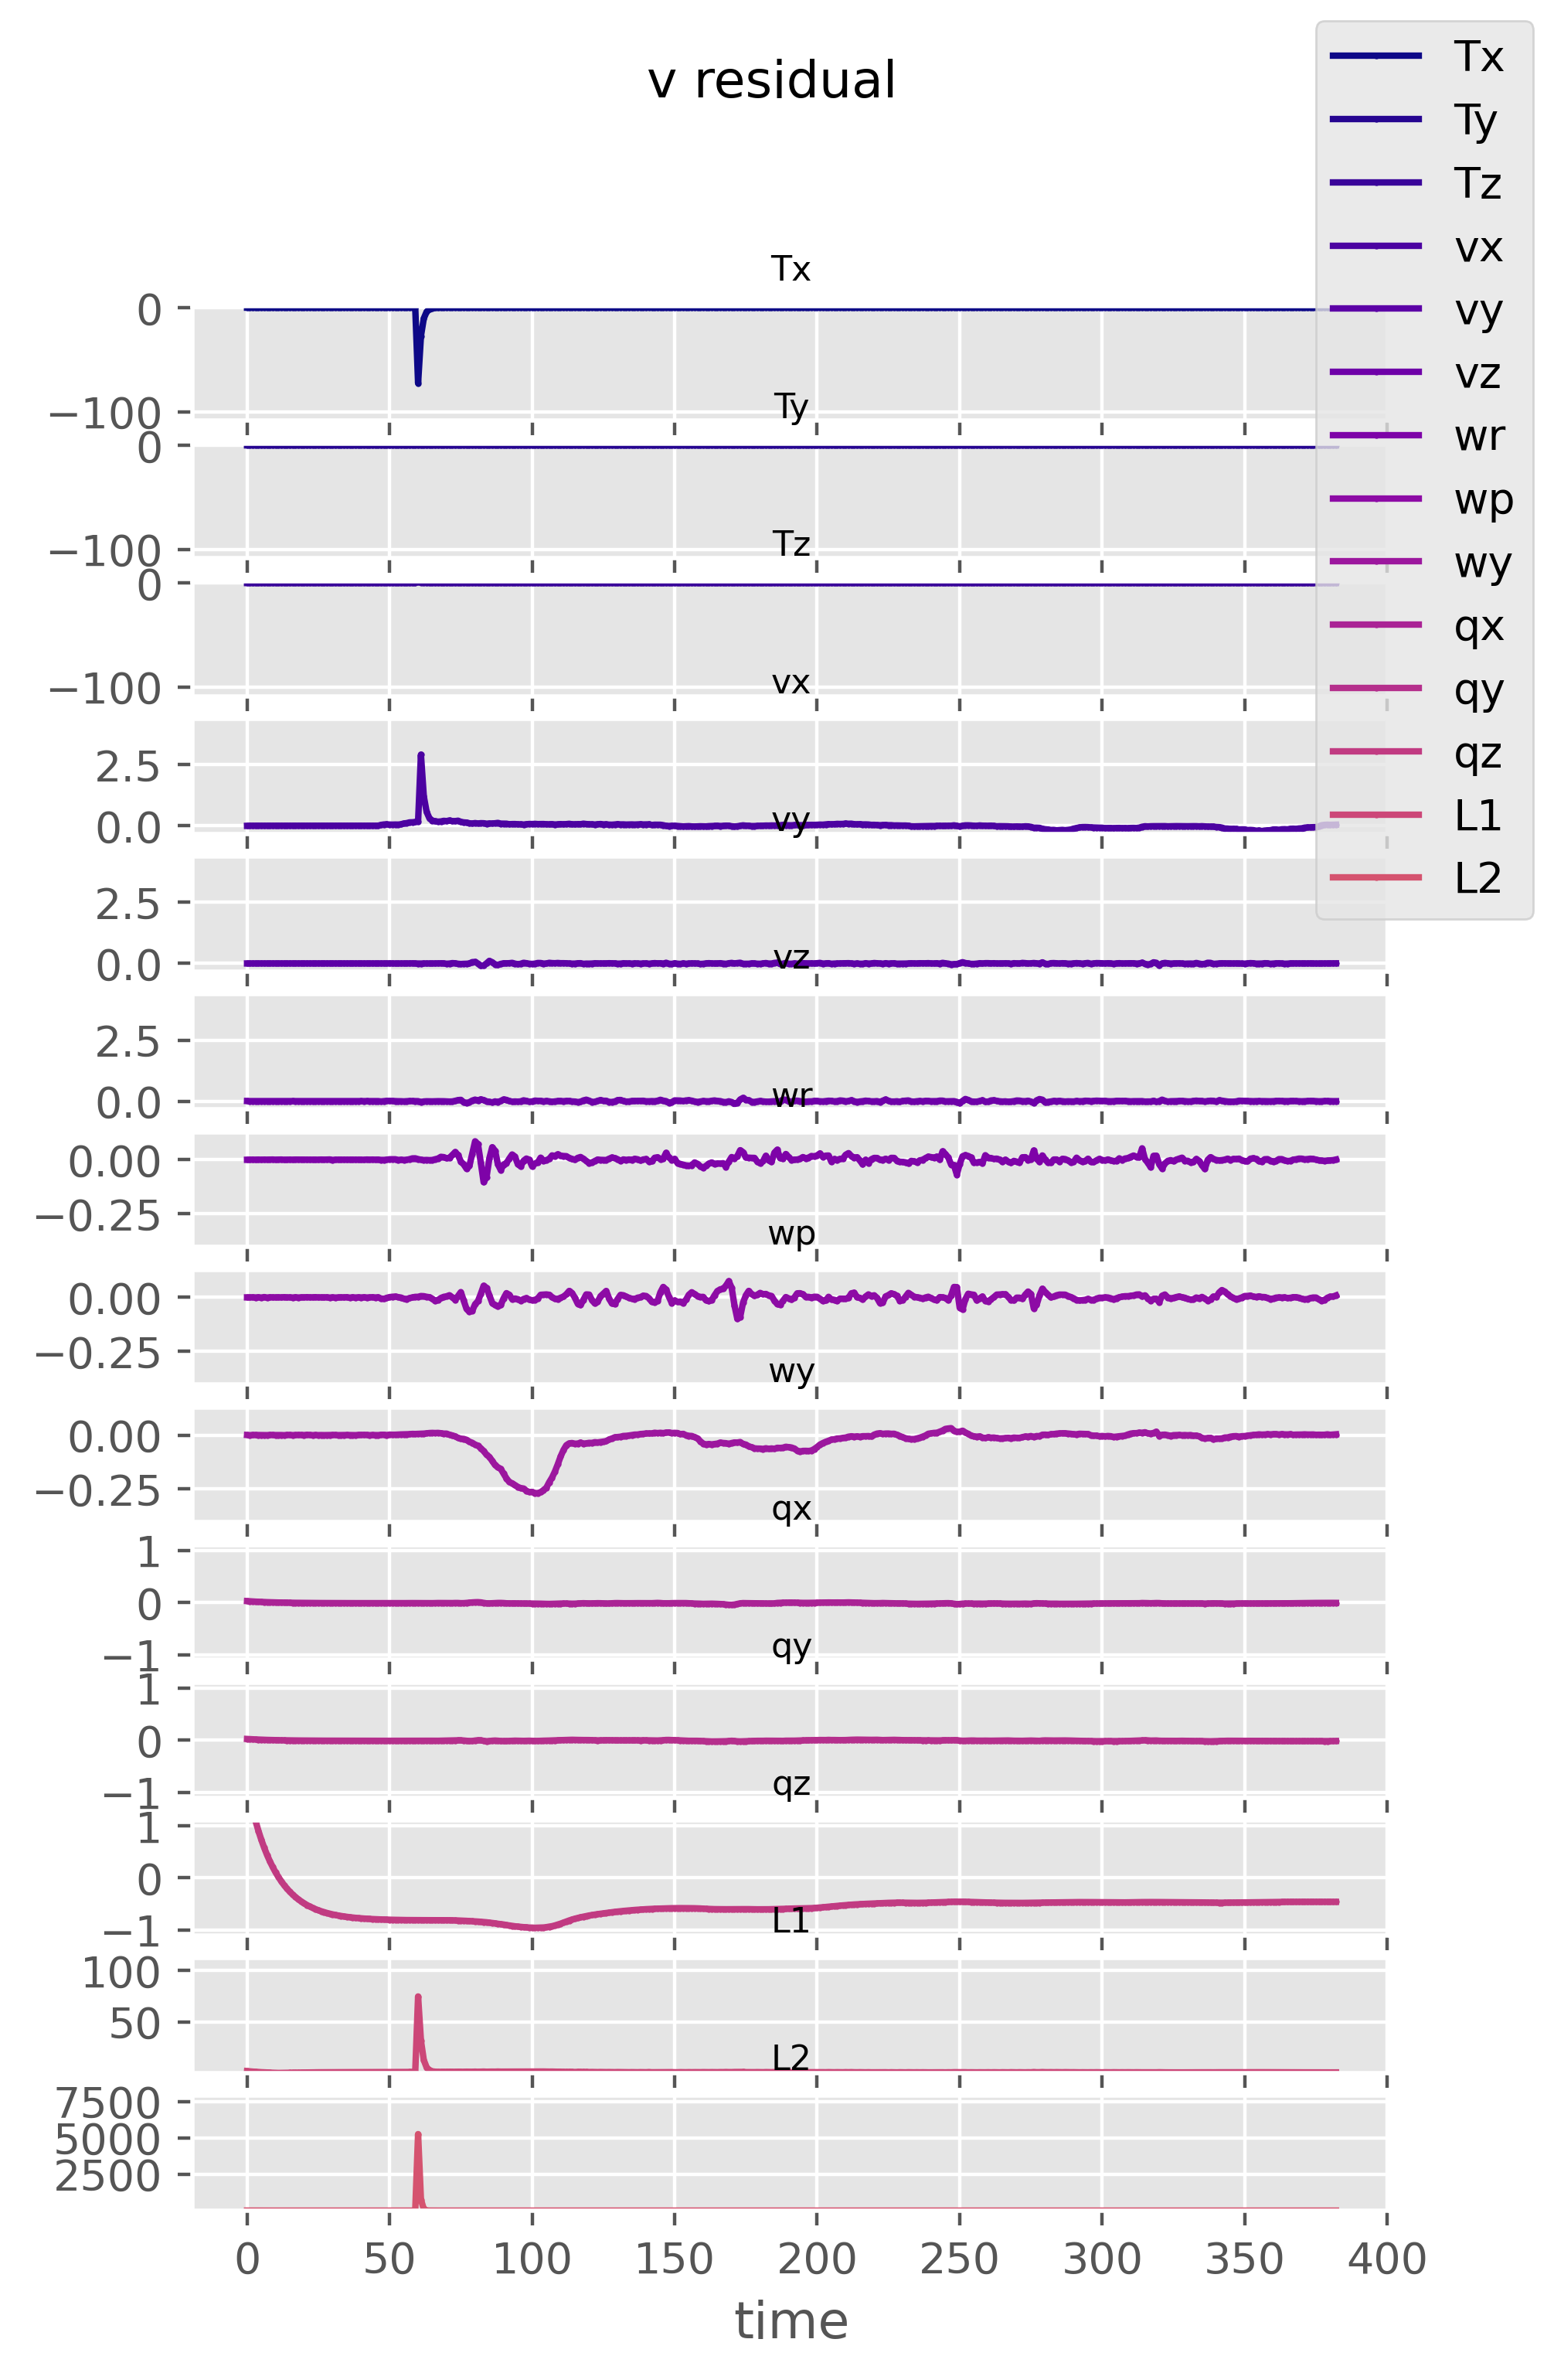 v residual
Tx
Ty
Tz
vx
vy
vz
wr
wp
wy
qx
qy
qz
L1
L2
Tx
0
−100
Ty
0
−100
Tz
0
−100
vx
2.5
0.0
vy
2.5
0.0
vz
2.5
0.0
wr
0.00
−0.25
wp
0.00
−0.25
wy
0.00
−0.25
qx
1
0
−1
qy
1
0
−1
qz
1
0
−1
L1
100
50
L2
7500
5000
2500
0 50 100 150 200 250 300 350 400
time